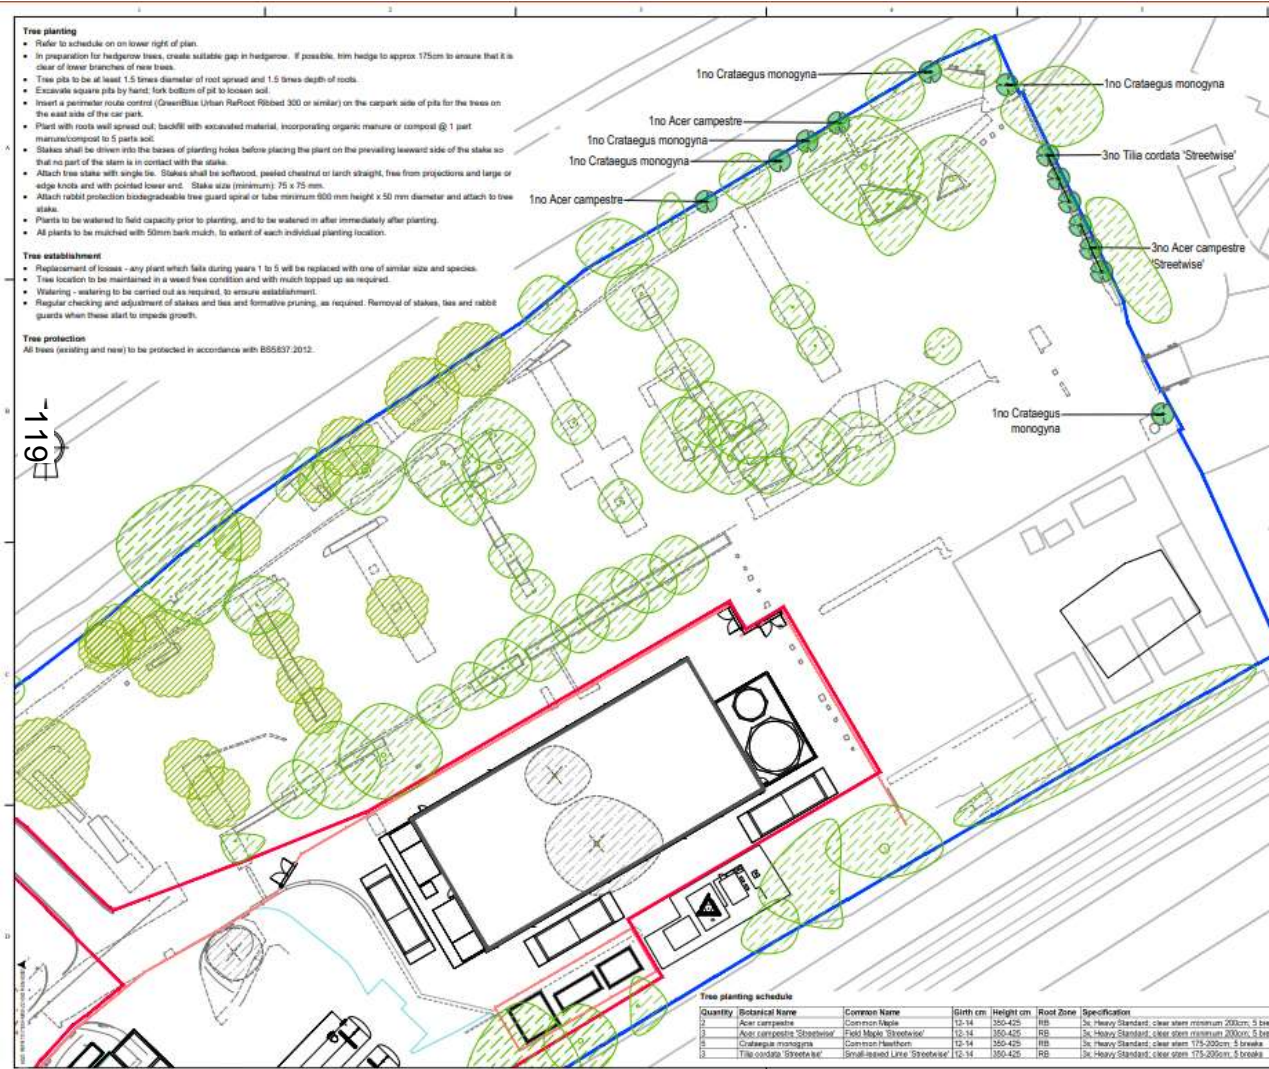 1
2
3
4
5
Tree planting
• Refer to schedule on on lower right of plan.
• In preparation for hedgerow trees, create suitable gap in hedgerow. If possible, trim hedge to approx 175cm to ensure that it is
clear of lower branches of new trees.
• Tree pits to be at least 1.5 times diameter of root spread and 1.5 times depth of roots.
• Excavate square pits by hand; fork bottom of pit to loosen soil.
• Insert a perimeter route control (GreenBlue Urban ReRoot Ribbed 300 or similar) on the carpark side of pits for the trees on
the east side of the car park.
• Plant with roots well spread out; backfill with excavated material, incorporating organic manure or compost @ 1 part
manure/compost to 5 parts soil.
• Stakes shall be driven into the bases of planting holes before placing the plant on the prevailing leeward side of the stake so
that no part of the stem is in contact with the stake.
• Attach tree stake with single tie. Stakes shall be softwood, peeled chestnut or larch straight, free from projections and large or
edge knots and with pointed lower end. Stake size (minimum): 75 x 75 mm.
• Attach rabbit protection biodegradeable tree guard spiral or tube minimum 600 mm height x 50 mm diameter and attach to tree
stake.
• Plants to be watered to field capacity prior to planting, and to be watered in after immediately after planting.
• All plants to be mulched with 50mm bark mulch, to extent of each individual planting location.
Tree establishment
• Replacement of losses - any plant which fails during years 1 to 5 will be replaced with one of similar size and species.
• Tree location to be maintained in a weed free condition and with mulch topped up as required.
• Watering - watering to be carried out as required, to ensure establishment.
• Regular checking and adjustment of stakes and ties and formative pruning, as required. Removal of stakes, ties and rabbit
guards when these start to impede growth.
Tree protection
All trees (existing and new) to be protected in accordance with BS5837:2012.
A
B
C
D
119
1no Crataegus monogyna
1no Crataegus monogyna
1no Acer campestre
1no Crataegus monogyna
1no Crataegus monogyna
3no Tilia cordata 'Streetwise'
1no Acer campestre
3no Acer campestre
'Streetwise'
1no Crataegus
monogyna
Tree planting schedule
Quantity Botanical Name Common Name Girth cm Height cm Root Zone Specification
2 Acer campestre Common Maple 12-14 350-425 RB 3x; Heavy Standard; clear stem minimum 200cm; 5 bre
3 Acer campestre 'Streetwise' Field Maple 'Streetwise' 12-14 350-425 RB 3x; Heavy Standard; clear stem minimum 200cm; 5 bre
5 Crataegus monogyna Common Hawthorn 12-14 350-425 RB 3x; Heavy Standard; clear stem 175-200cm; 5 breaks
3 Tilia cordata 'Streetwise' Small-leaved Lime 'Streetwise' 12-14 350-425 RB 3x; Heavy Standard; clear stem 175-200cm; 5 breaks